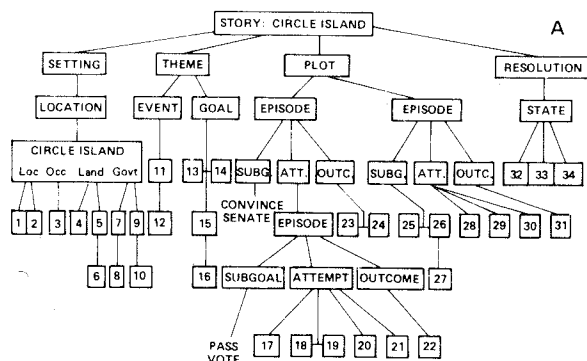 STORY: CIRCLE ISLAND
A
SETTING THEME PLOT RESOLUTION
LOCATION EVENT GOAL EPISODE EPISODE STATE
CIRCLE ISLAND
Loc Occ Land Govt
11 13 14 SUBG. ATT. OUTC. SUBG. ATT. OUTC. 32 33 34
CONVINCE
SENATE
1 2 3 4 5 7 9 12 15 EPISODE 23 24 25 26 28 29 30 31
6 8 10 16 SUBGOAL ATTEMPT OUTCOME 27
PASS
VOTE
17 18 19 20 21 22